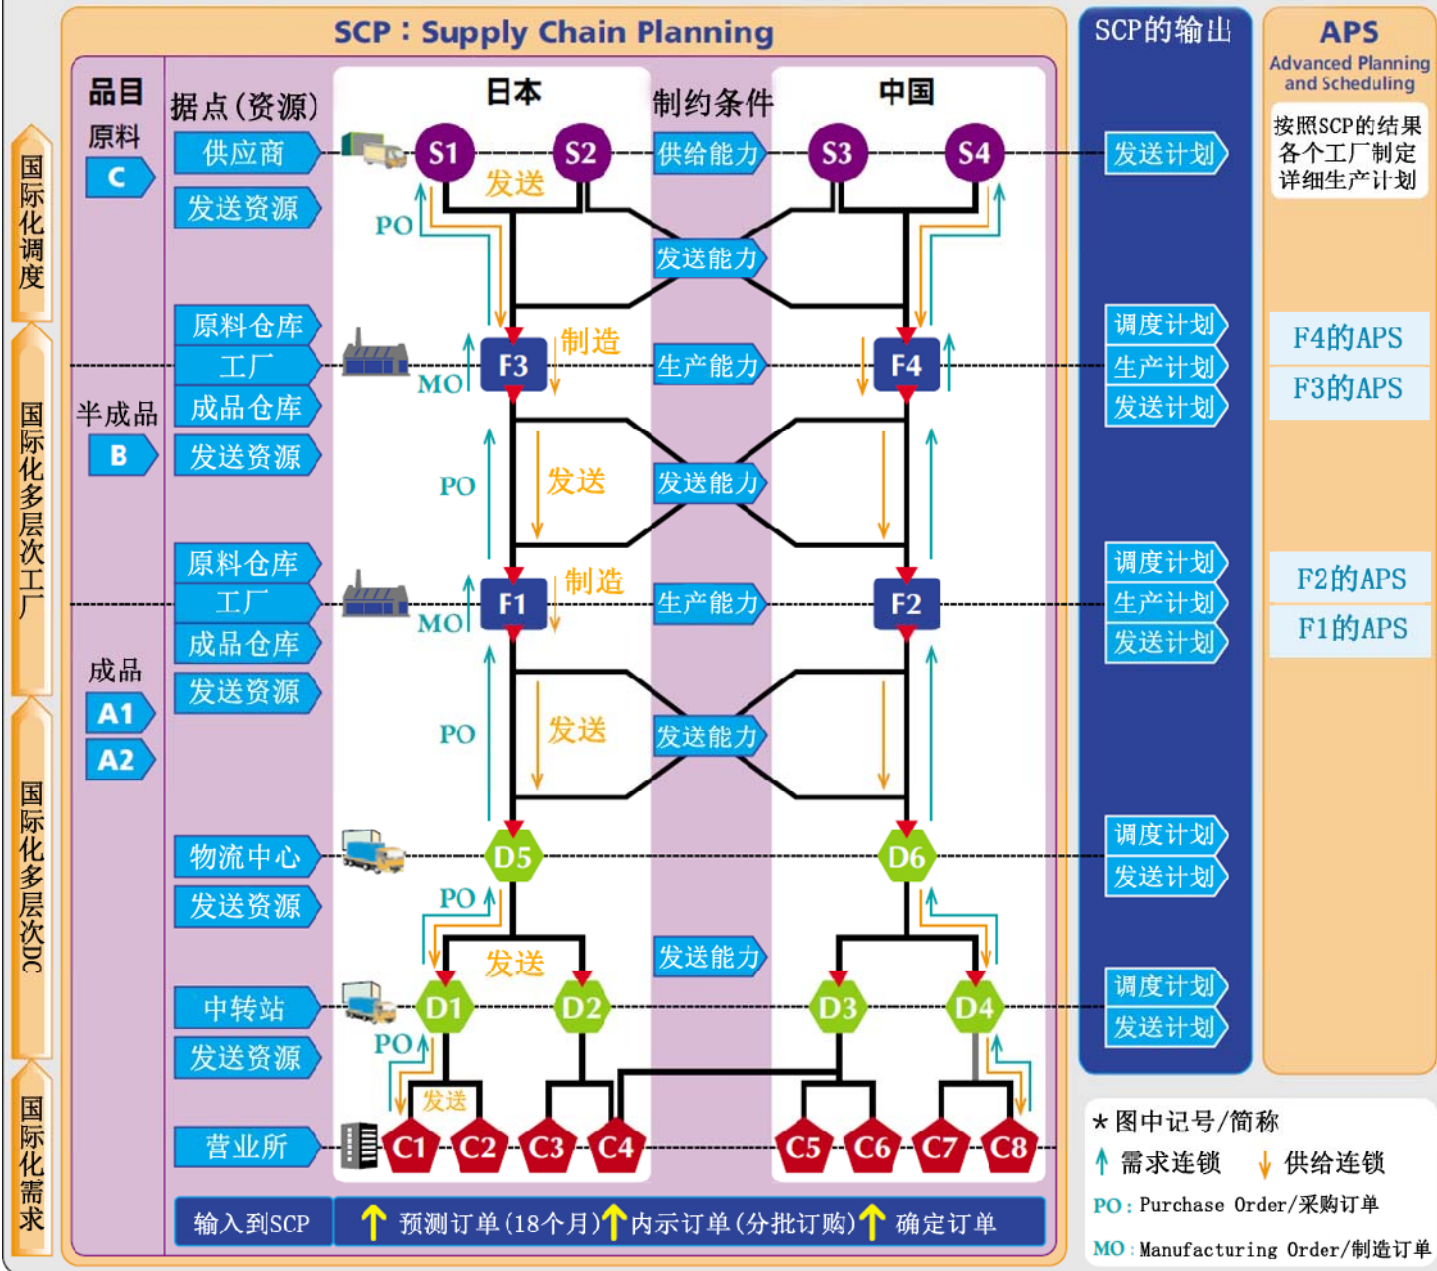 SCP：Supply Chain Planning
SCP的输出
APS
Advanced Planning
and Scheduling
按照SCP的结果
各个工厂制定
详细生产计划
品目
据点(资源)
日本
制约条件
中国
国际化调度
原料
C
供应商
S1
S2
供给能力
S3
S4
发送计划
发送资源
发送
PO
发送能力
国际化多层次工厂
原料仓库
工厂
成品仓库
F3
制造
MO
生产能力
F4
调度计划
生产计划
发送计划
F4的APS
F3的APS
半成品
B
发送资源
PO
发送
发送能力
原料仓库
工厂
成品仓库
F1
制造
MO
生产能力
F2
调度计划
生产计划
发送计划
F2的APS
F1的APS
成品
A1
A2
发送资源
PO
发送
发送能力
国际化多层次DC
物流中心
D5
D6
调度计划
发送计划
发送资源
PO
发送
发送能力
中转站
D1
D2
D3
D4
调度计划
发送计划
发送资源
PO
发送
国际化需求
营业所
C1
C2
C3
C4
C5
C6
C7
C8
输入到SCP
预测订单(18个月)
内示订单(分批订购)
确定订单
*图中记号/简称
需求连锁
供给连锁
PO：Purchase Order/采购订单
MO：Manufacturing Order/制造订单